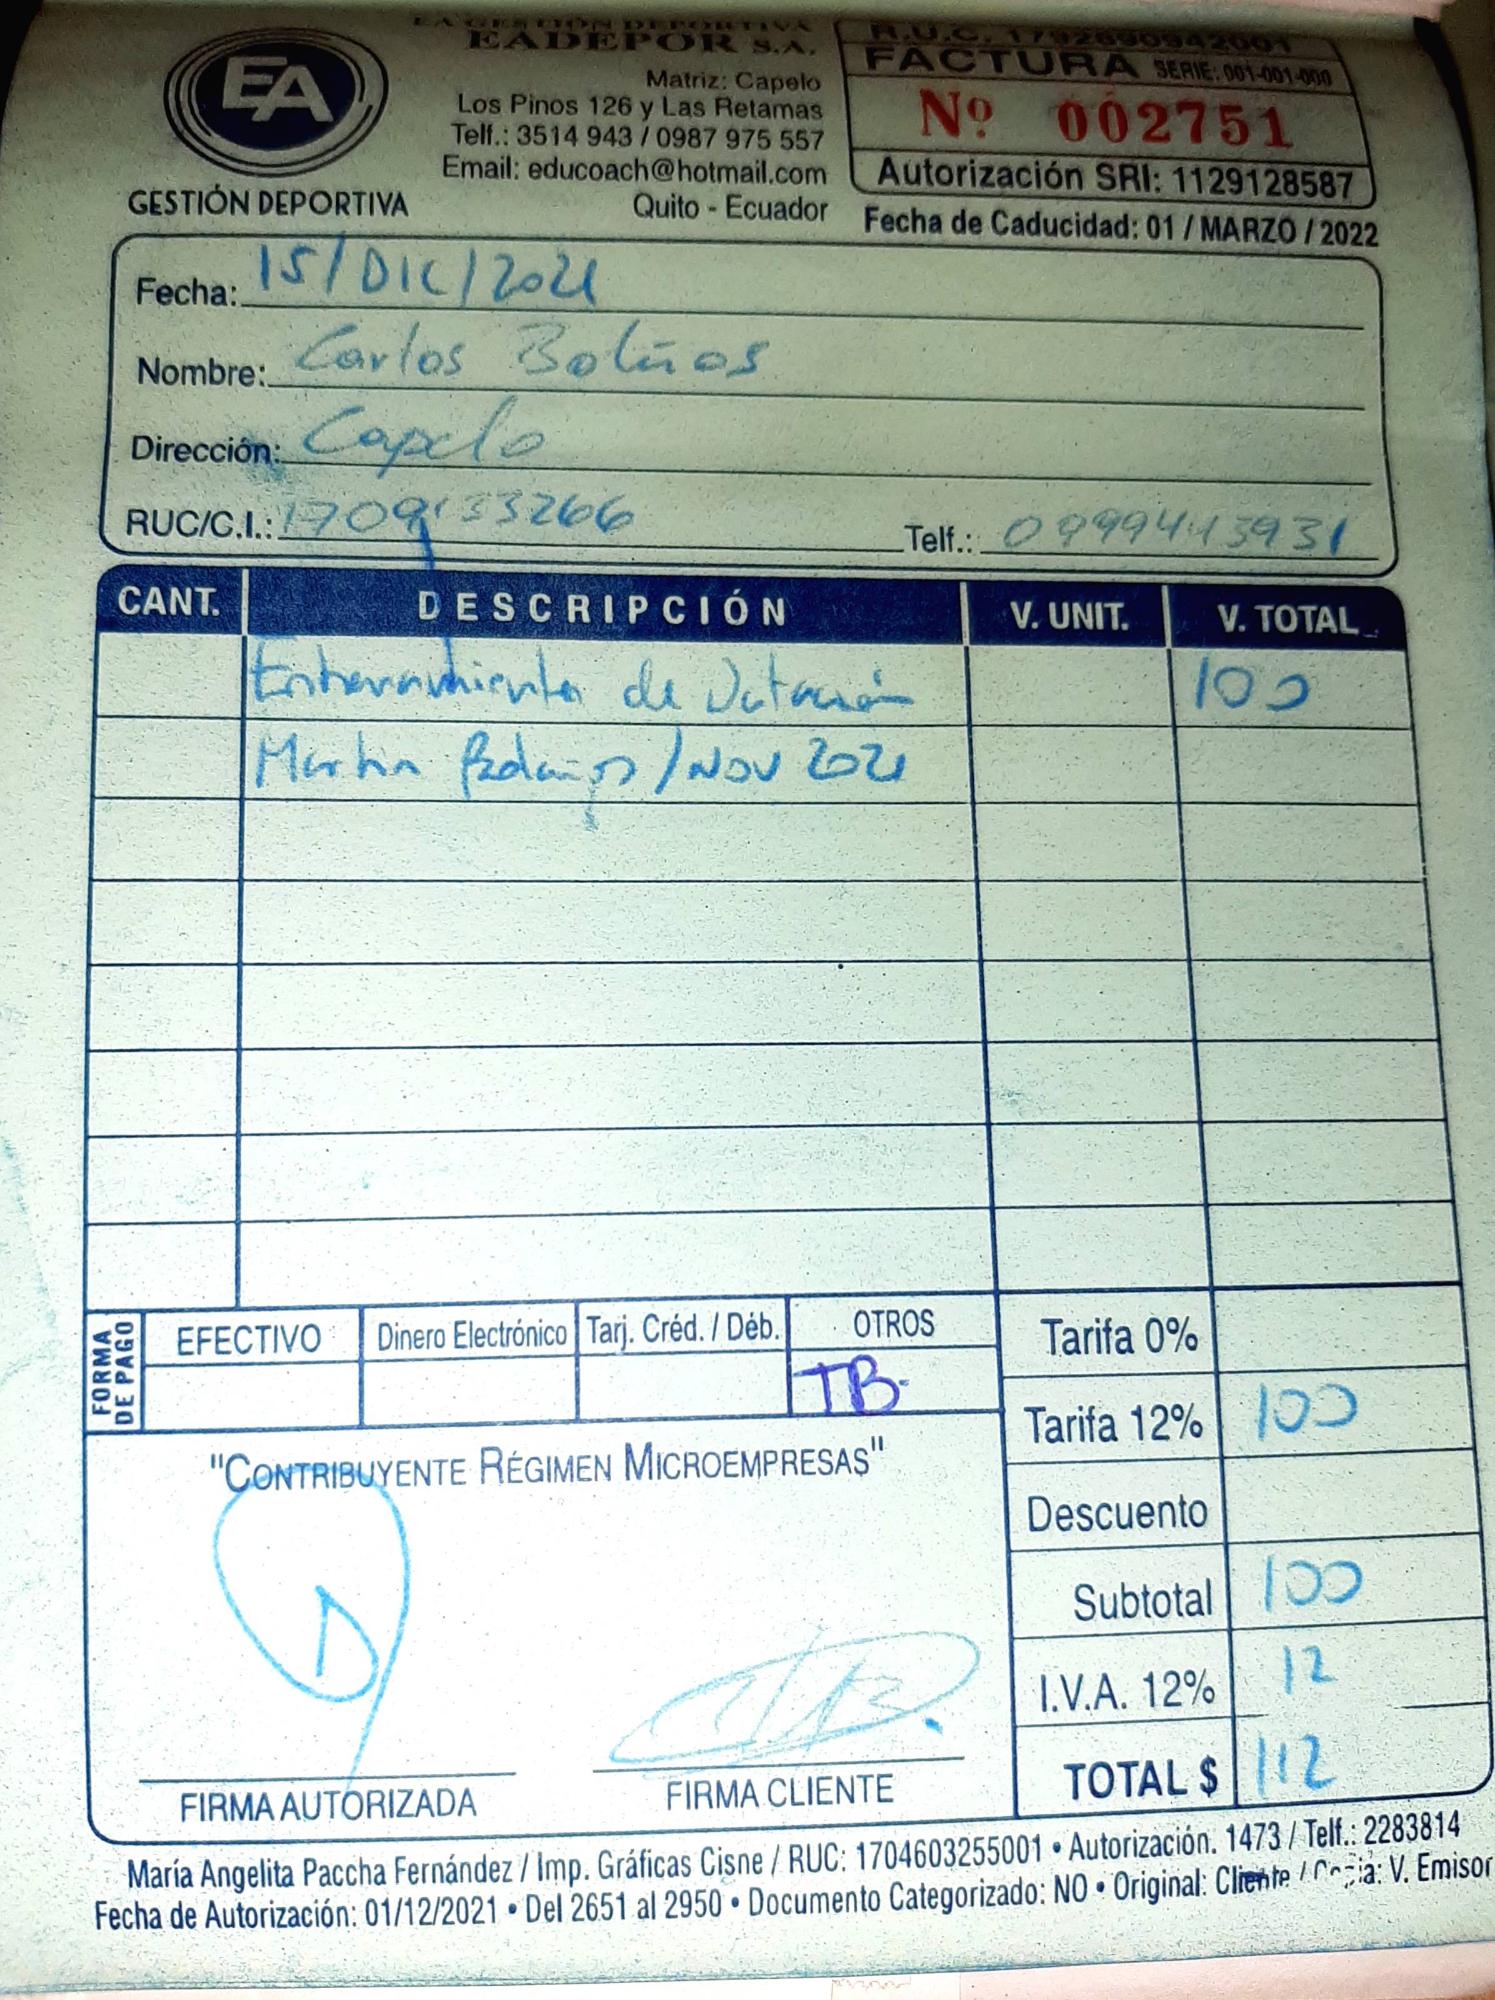 EA GESTIÓN DEPORTIVA
EADEPOR S.A.
Matriz: Capelo
Los Pinos 126 y Las Retamas
Telf.: 3514 943 / 0987 975 557
Email: educoach@hotmail.com
Quito - Ecuador
EA
GESTIÓN DEPORTIVA
R.U.C. 1792890942001
FACTURA SERIE: 001-001-000
Nº 002751
Autorización SRI: 1129128587
Fecha de Caducidad: 01 / MARZO / 2022
Fecha: 15/DIC/2021
Nombre: Carlos Bolaños
Dirección: Capelo
RUC/C.I.: 1709133266 Telf.: 0999443931
CANT. DESCRIPCIÓN V. UNIT. V. TOTAL
Entrenamiento de Natación 100
Martin Bolaños / NOV 2021
FORMA DE PAGO
EFECTIVO Dinero Electrónico Tarj. Créd. / Déb. OTROS
TB.
Tarifa 0%
Tarifa 12% 100
Descuento
Subtotal 100
I.V.A. 12% 12
TOTAL $ 112
"CONTRIBUYENTE RÉGIMEN MICROEMPRESAS"
FIRMA AUTORIZADA FIRMA CLIENTE
María Angelita Paccha Fernández / Imp. Gráficas Cisne / RUC: 1704603255001 • Autorización. 1473 / Telf.: 2283814
Fecha de Autorización: 01/12/2021 • Del 2651 al 2950 • Documento Categorizado: NO • Original: Cliente / Copia: V. Emisor